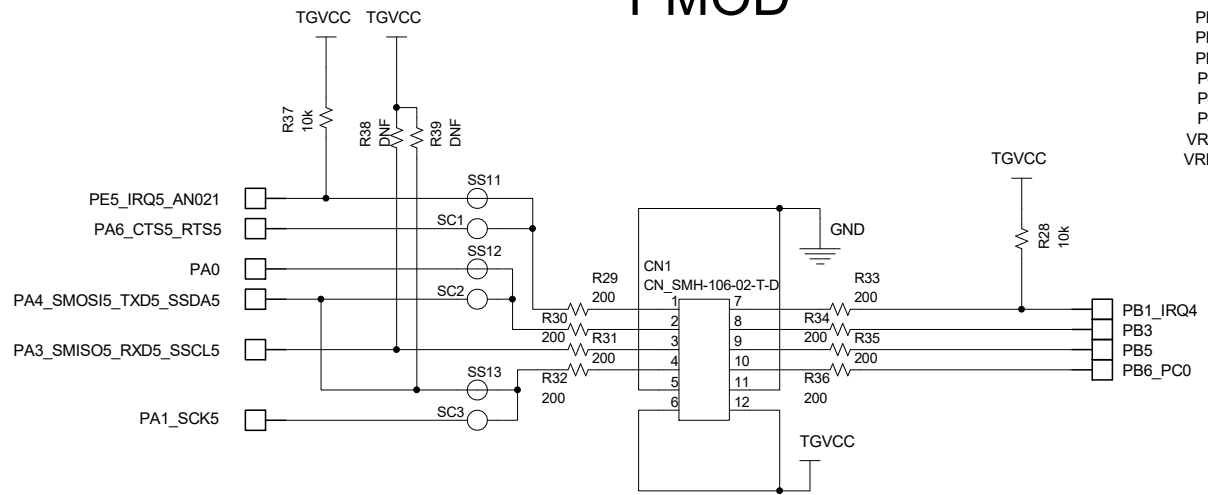 TGVCC TGVCC
R37
10k
R38
DNF
R39
DNF
PE5_IRQ5_AN021
SS11
PA6_CTS5_RTS5
SC1
PA0
SS12
PA4_SMOSI5_TXD5_SSDA5
SC2
PA3_SMISO5_RXD5_SSCL5
SS13
PA1_SCK5
SC3
R29
200
R30
200
R31
200
R32
200
CN1
CN_SMH-106-02-T-D
1 7
2 8
3 9
4 10
5 11
6 12
GND
TGVCC
R33
200
R34
200
R35
200
R36
200
TGVCC
R28
10k
PB1_IRQ4
PB3
PB5
PB6_PC0